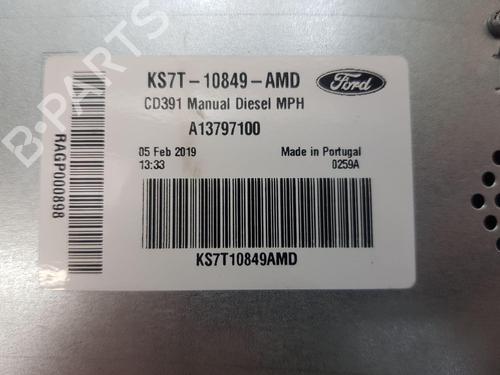 KS7T-10849-AMD
Ford
CD391 Manual Diesel MPH
A13797100
05 Feb 2019
Made in Portugal
13:33
0259A
KS7T10849AMD
RAGP000898
B-PARTS